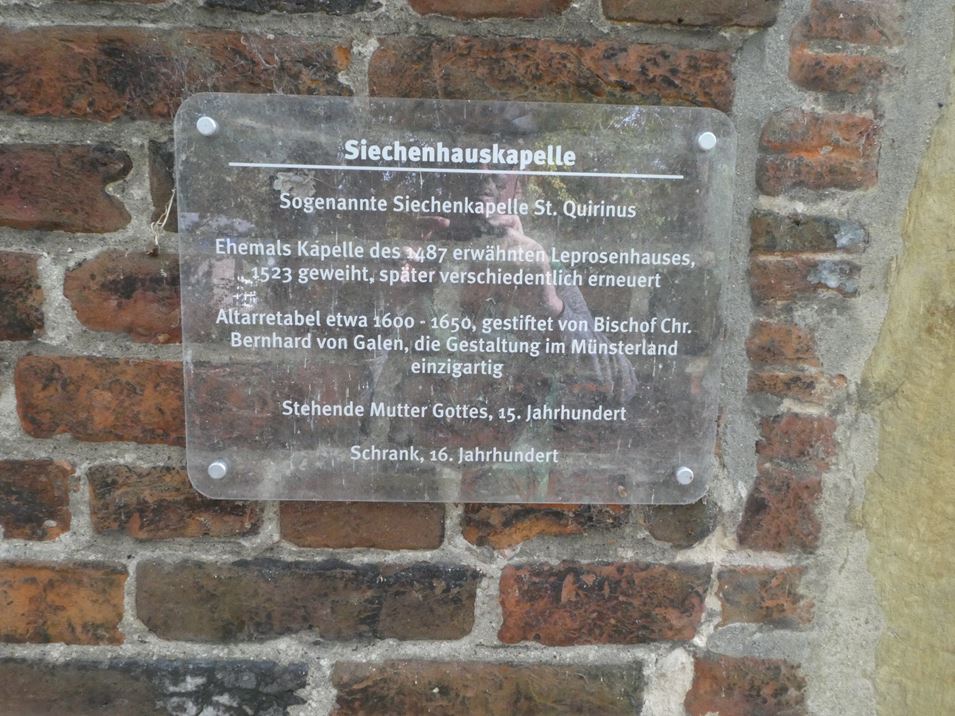 Siechenhauskapelle
Sogenannte Siechenkapelle St. Quirinus
Ehemals Kapelle des 1487 erwähnten Leprosenhauses,
1523 geweiht, später verschiedentlich erneuert
Altarretabel etwa 1600 - 1650, gestiftet von Bischof Chr.
Bernhard von Galen, die Gestaltung im Münsterland
einzigartig
Stehende Mutter Gottes, 15. Jahrhundert
Schrank, 16. Jahrhundert